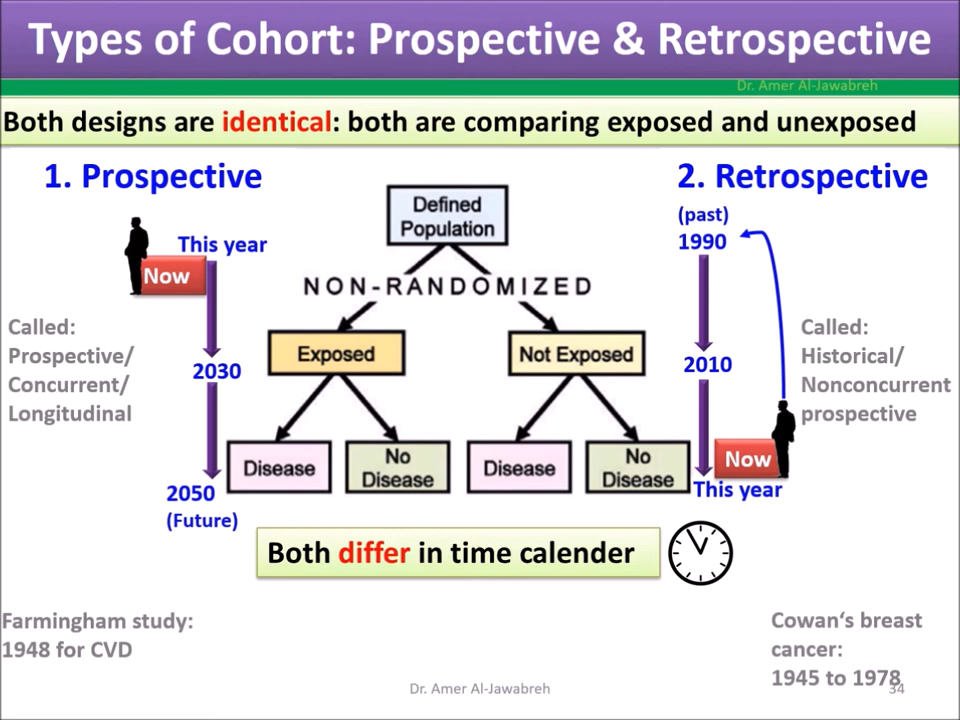 Types of Cohort: Prospective & Retrospective
Dr. Amer Al-Jawabreh
Both designs are identical: both are comparing exposed and unexposed
1. Prospective
This year
Now
2030
2050
(Future)
Called:
Prospective/
Concurrent/
Longitudinal
Defined
Population
NON-RANDOMIZED
Exposed
Not Exposed
Disease
No
Disease
Disease
No
Disease
2. Retrospective
(past)
1990
2010
Now
This year
Called:
Historical/
Nonconcurrent
prospective
Both differ in time calender
Farmingham study:
1948 for CVD
Cowan‘s breast
cancer:
1945 to 1978
Dr. Amer Al-Jawabreh
34